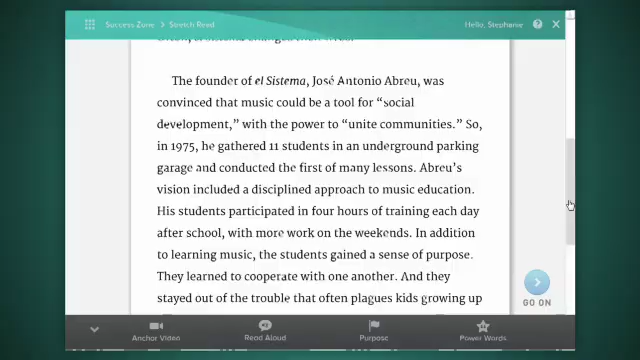 Success Zone > Stretch Read
Hello, Stephanie
The founder of el Sistema, José Antonio Abreu, was
convinced that music could be a tool for “social
development,” with the power to “unite communities.” So,
in 1975, he gathered 11 students in an underground parking
garage and conducted the first of many lessons. Abreu’s
vision included a disciplined approach to music education.
His students participated in four hours of training each day
after school, with more work on the weekends. In addition
to learning music, the students gained a sense of purpose.
They learned to cooperate with one another. And they
stayed out of the trouble that often plagues kids growing up
GO ON
Anchor Video
Read Aloud
Purpose
Power Words